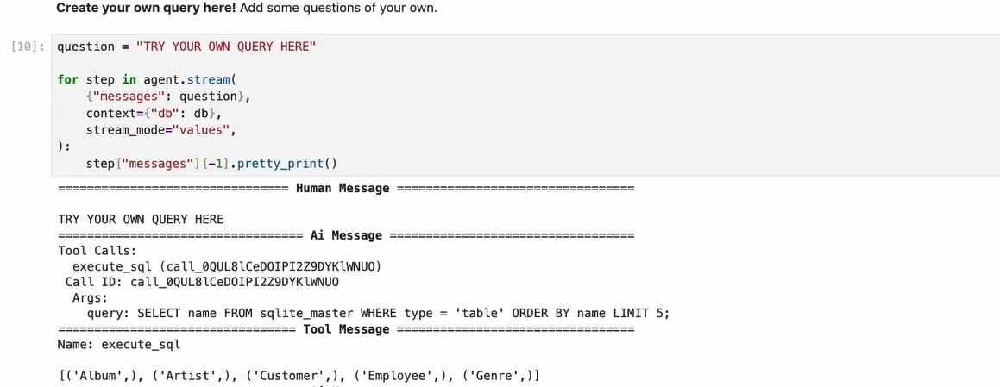 Create your own query here! Add some questions of your own.
[10]: question = "TRY YOUR OWN QUERY HERE"
for step in agent.stream(
    {"messages": question},
    context={"db": db},
    stream_mode="values",
):
    step["messages"][-1].pretty_print()
================================ Human Message =================================
TRY YOUR OWN QUERY HERE
================================== Ai Message ==================================
Tool Calls:
  execute_sql (call_0QUL8lCeDOIPI2Z9DYKlWNUO)
 Call ID: call_0QUL8lCeDOIPI2Z9DYKlWNUO
  Args:
    query: SELECT name FROM sqlite_master WHERE type = 'table' ORDER BY name LIMIT 5;
================================= Tool Message =================================
Name: execute_sql
[('Album',), ('Artist',), ('Customer',), ('Employee',), ('Genre',)]